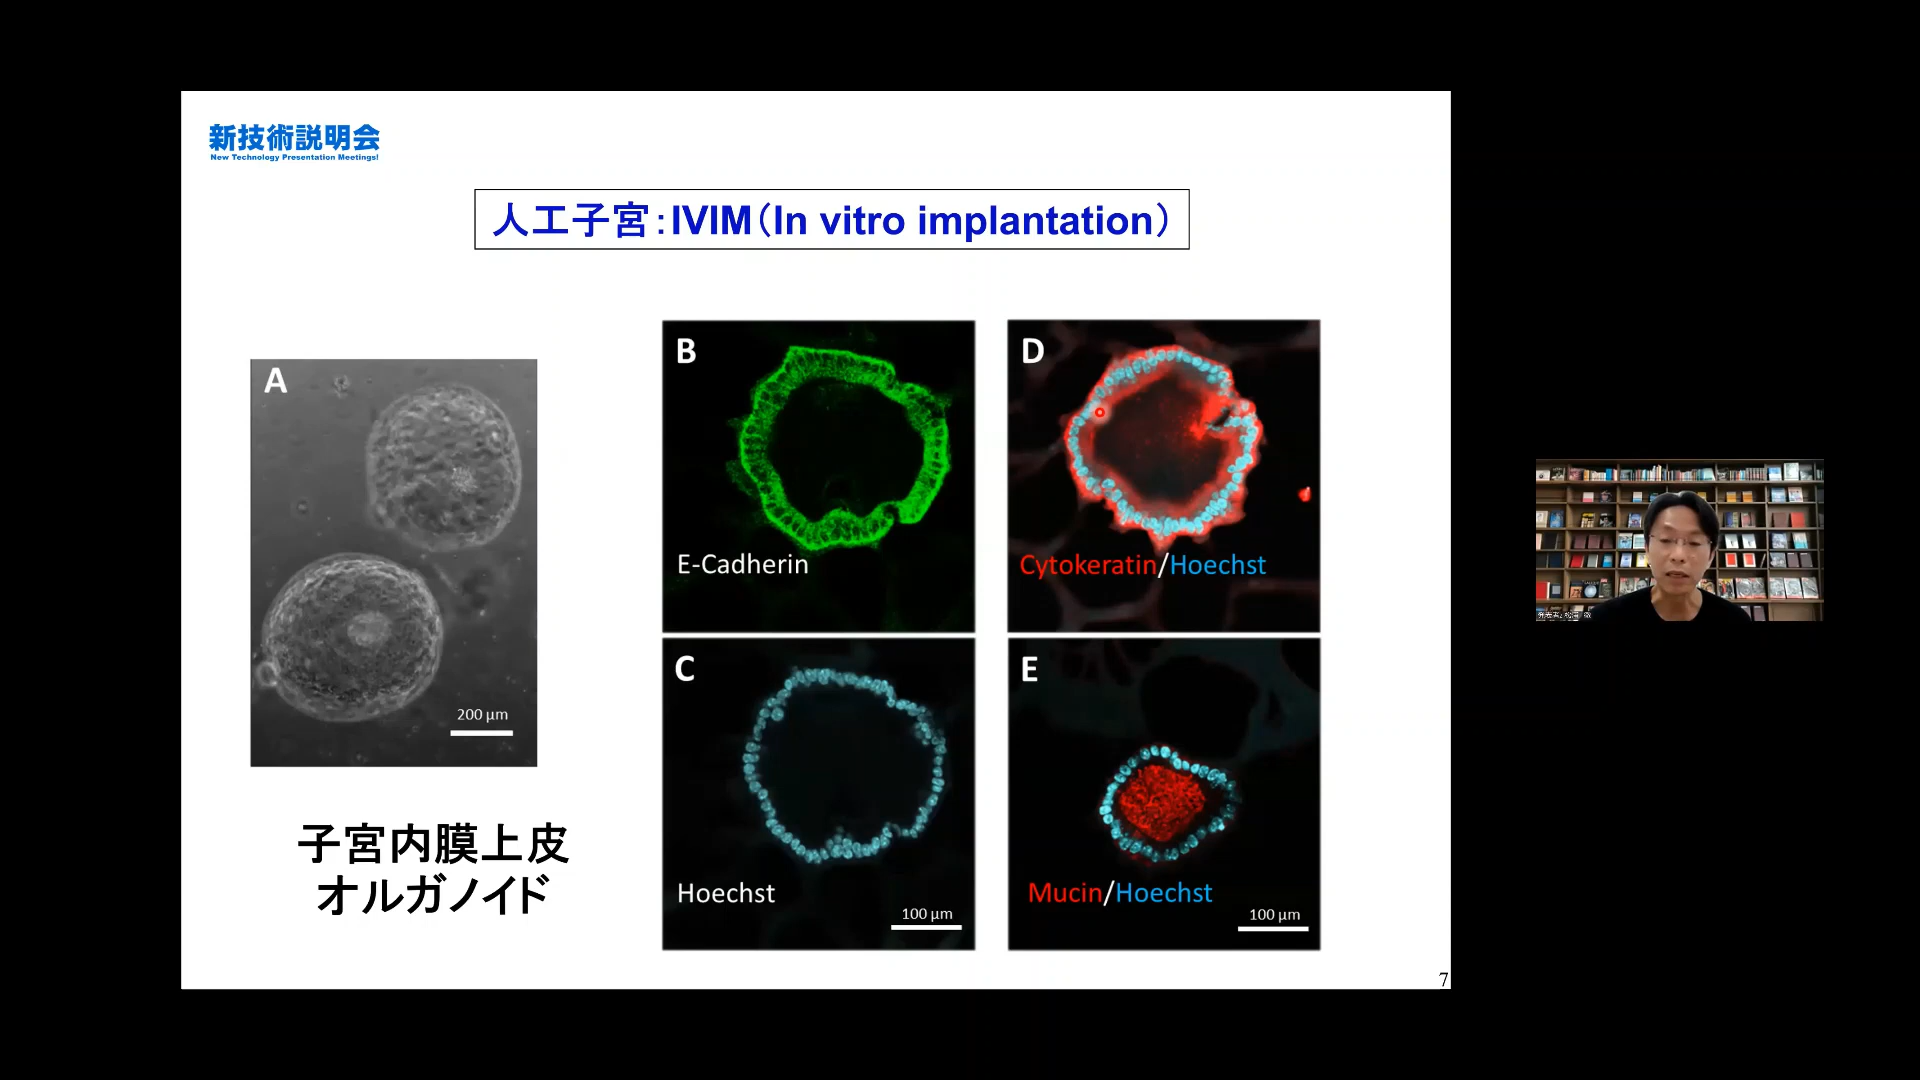 新技術説明会
New Technology Presentation Meetings!
人工子宮：IVIM（In vitro implantation）
A
200 μm
子宮内膜上皮
オルガノイド
B
E-Cadherin
D
Cytokeratin/Hoechst
C
Hoechst
100 μm
E
Mucin/Hoechst
100 μm
7